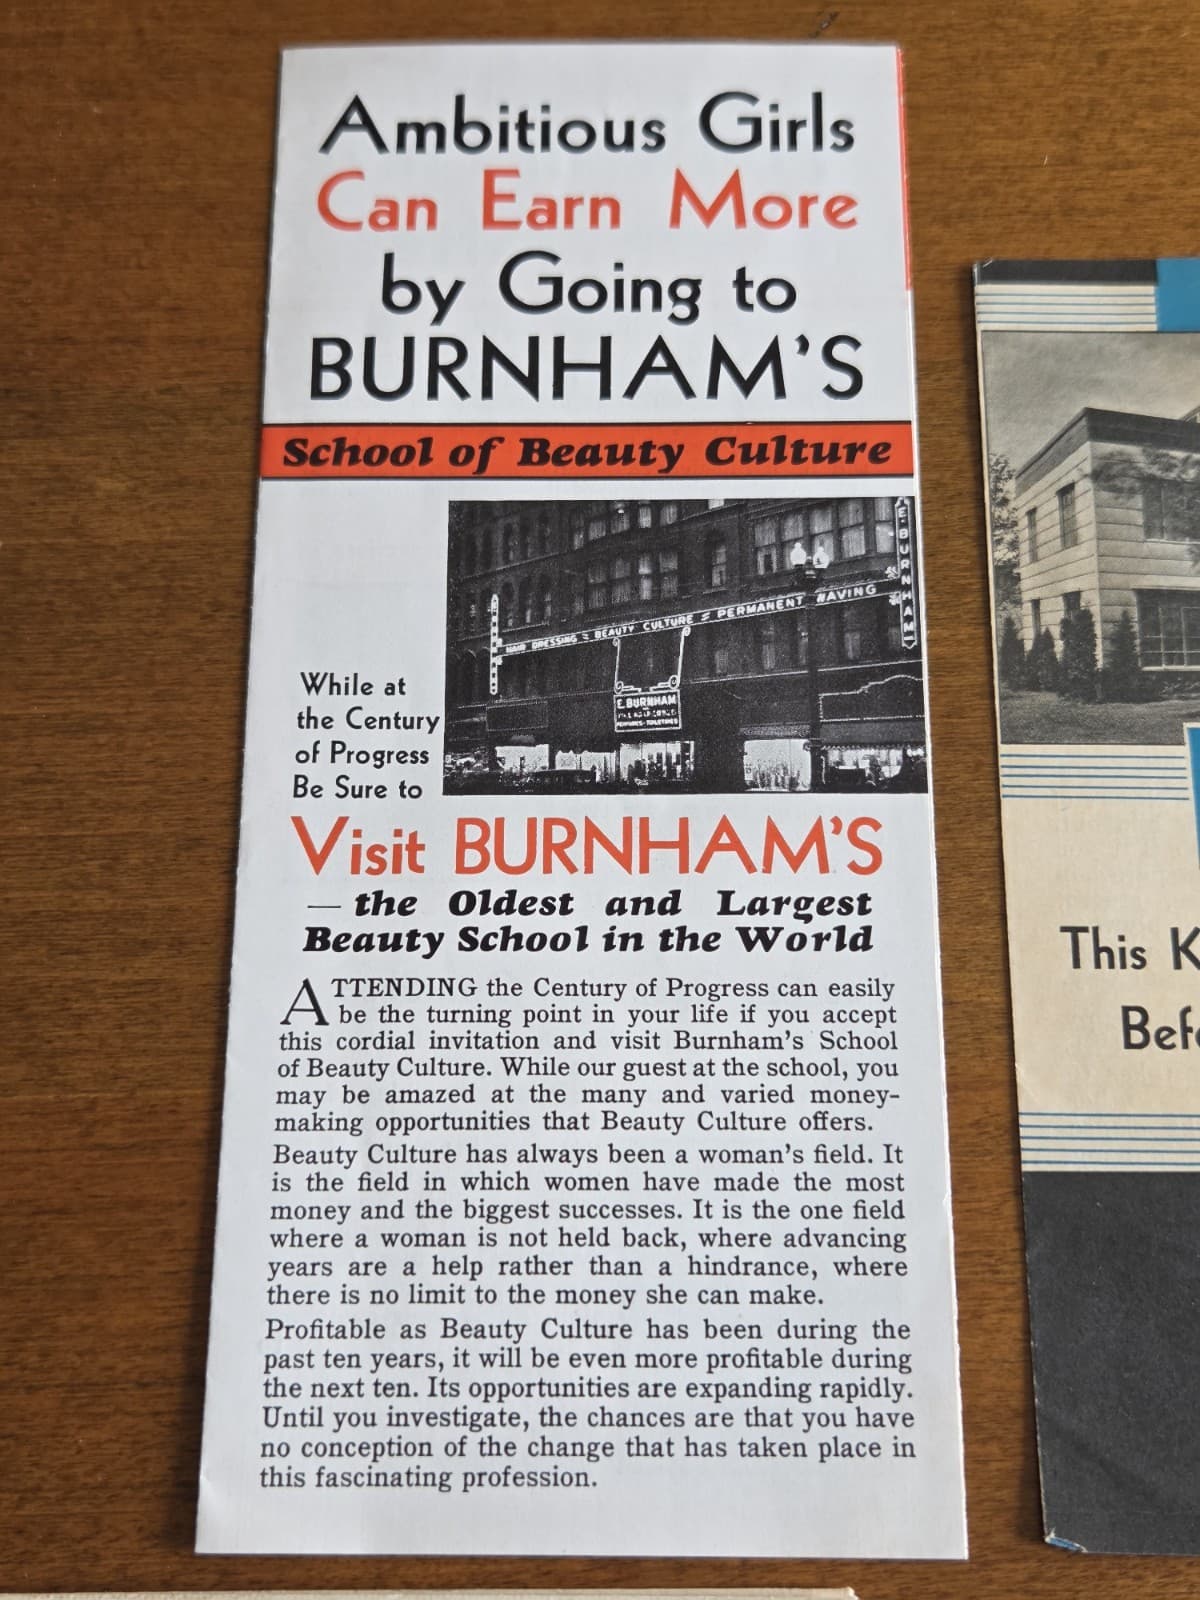 Ambitious Girls
Can Earn More
by Going to
BURNHAM'S
School of Beauty Culture
E. BURNHAM
HAIR DRESSING = BEAUTY CULTURE = PERMANENT WAVING
E. BURNHAM
While at
the Century
of Progress
Be Sure to
Visit BURNHAM'S
— the Oldest and Largest
Beauty School in the World
ATTENDING the Century of Progress can easily
be the turning point in your life if you accept
this cordial invitation and visit Burnham's School
of Beauty Culture. While our guest at the school, you
may be amazed at the many and varied money-
making opportunities that Beauty Culture offers.
Beauty Culture has always been a woman's field. It
is the field in which women have made the most
money and the biggest successes. It is the one field
where a woman is not held back, where advancing
years are a help rather than a hindrance, where
there is no limit to the money she can make.
Profitable as Beauty Culture has been during the
past ten years, it will be even more profitable during
the next ten. Its opportunities are expanding rapidly.
Until you investigate, the chances are that you have
no conception of the change that has taken place in
this fascinating profession.
This K
Bef